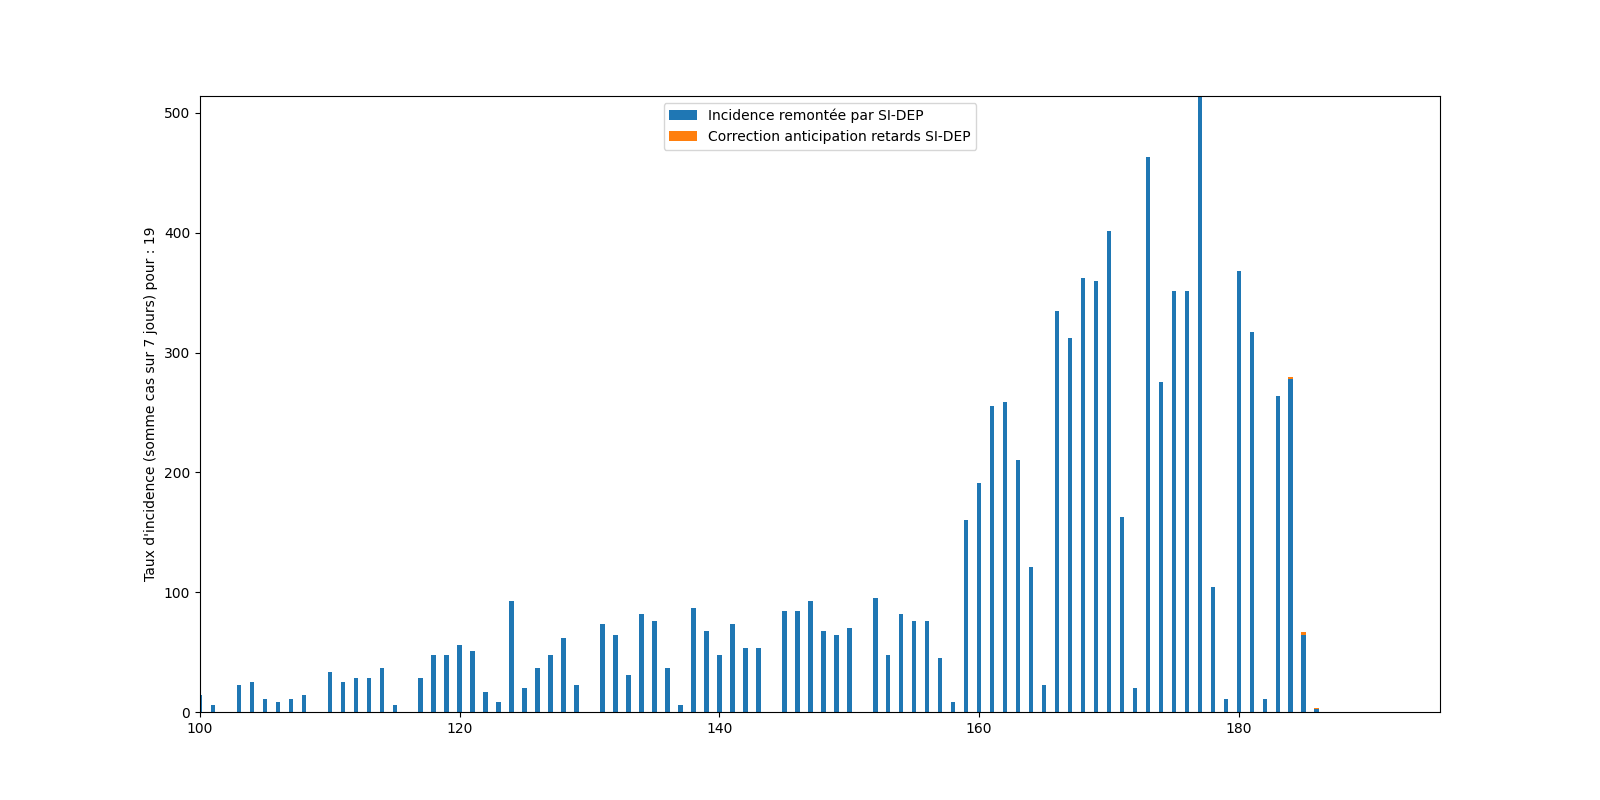 Incidence remontée par SI-DEP
Correction anticipation retards SI-DEP
Taux d'incidence (somme cas sur 7 jours) pour : 19
500
400
300
200
100
0
100 120 140 160 180